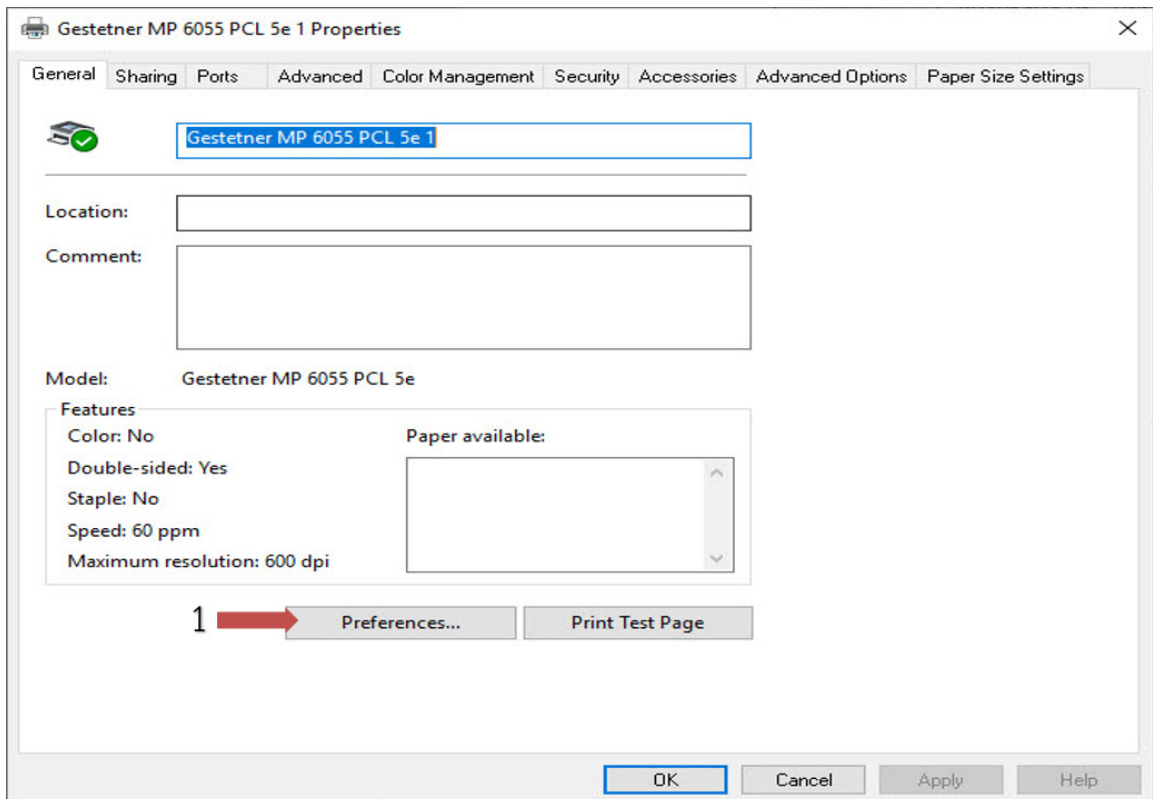 Gestetner MP 6055 PCL 5e 1 Properties
General Sharing Ports Advanced Color Management Security Accessories Advanced Options Paper Size Settings
Gestetner MP 6055 PCL 5e 1
Location:
Comment:
Model: Gestetner MP 6055 PCL 5e
Features
Color: No Paper available:
Double-sided: Yes
Staple: No
Speed: 60 ppm
Maximum resolution: 600 dpi
1 Preferences... Print Test Page
OK Cancel Apply Help